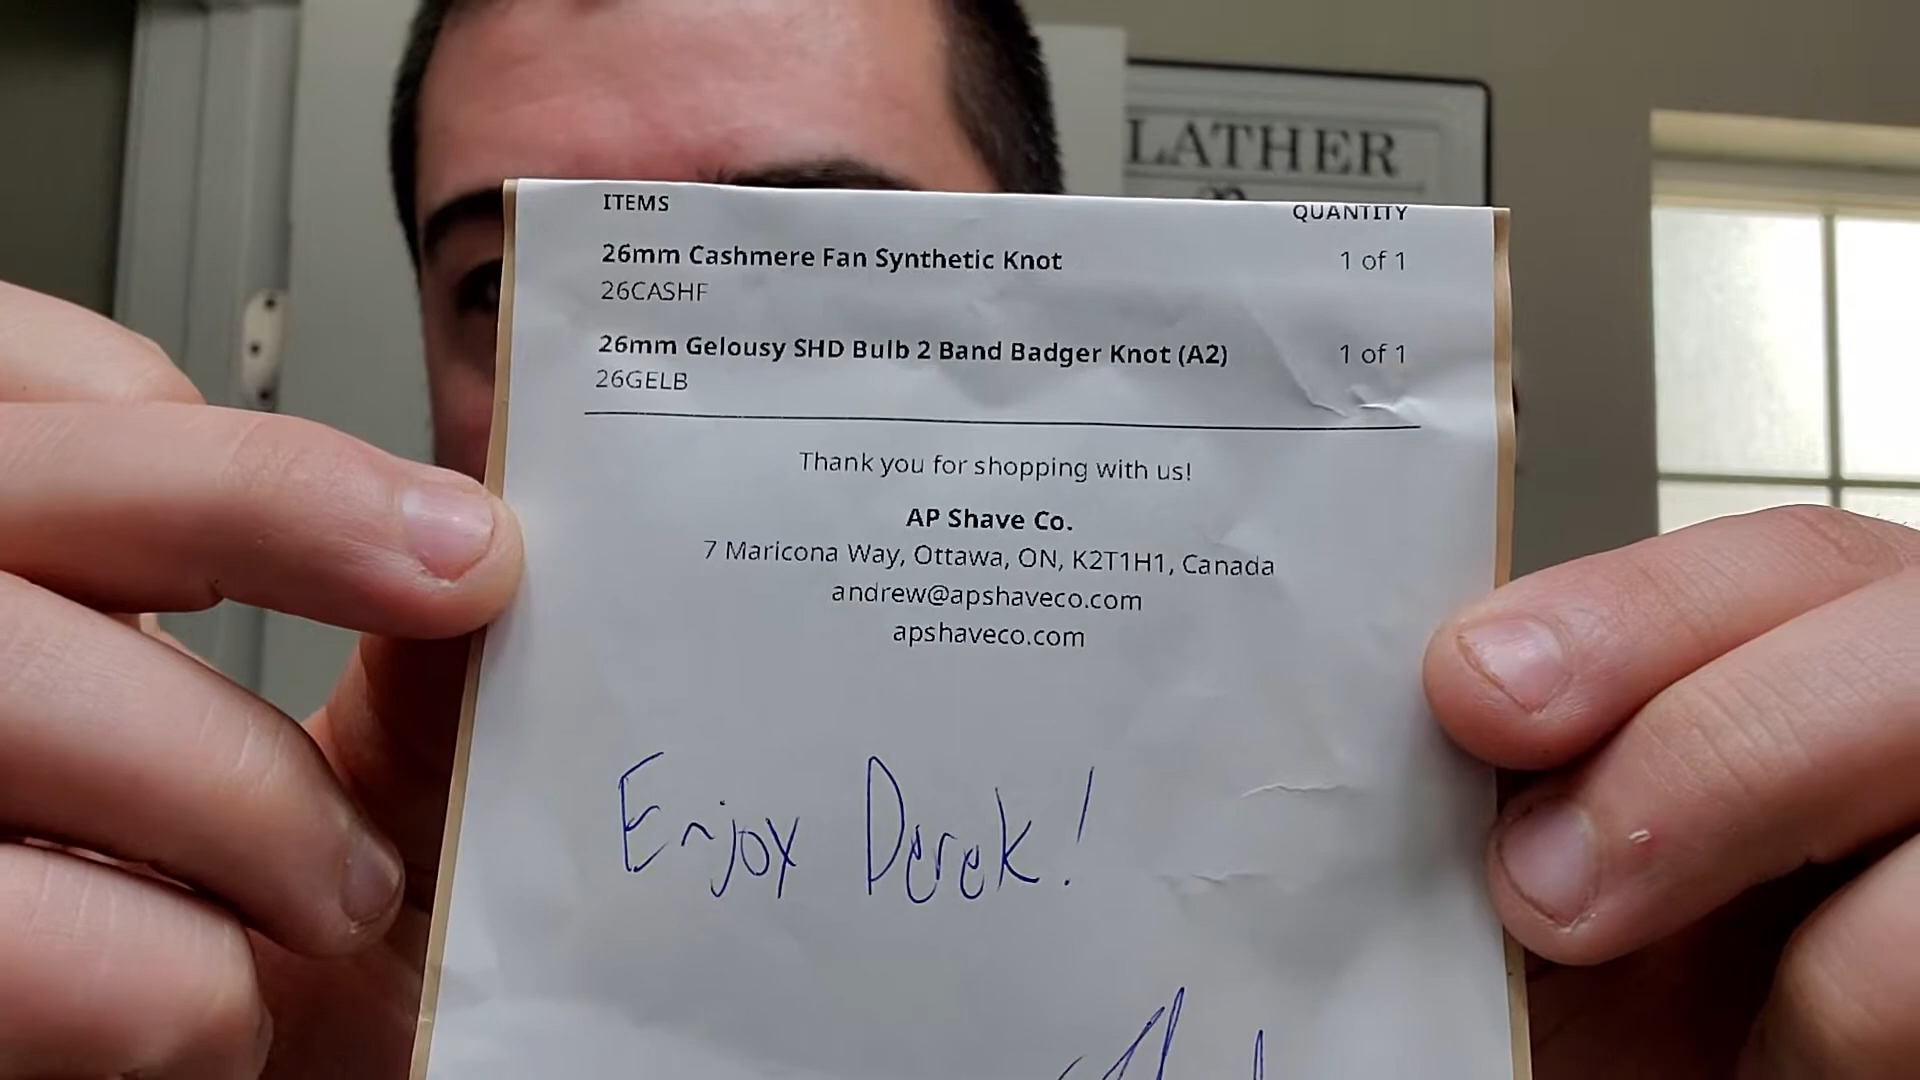 LATHER
ITEMS QUANTITY
26mm Cashmere Fan Synthetic Knot 1 of 1
26CASHF
26mm Gelousy SHD Bulb 2 Band Badger Knot (A2) 1 of 1
26GELB
Thank you for shopping with us!
AP Shave Co.
7 Maricona Way, Ottawa, ON, K2T1H1, Canada
andrew@apshaveco.com
apshaveco.com
Enjoy Derek!